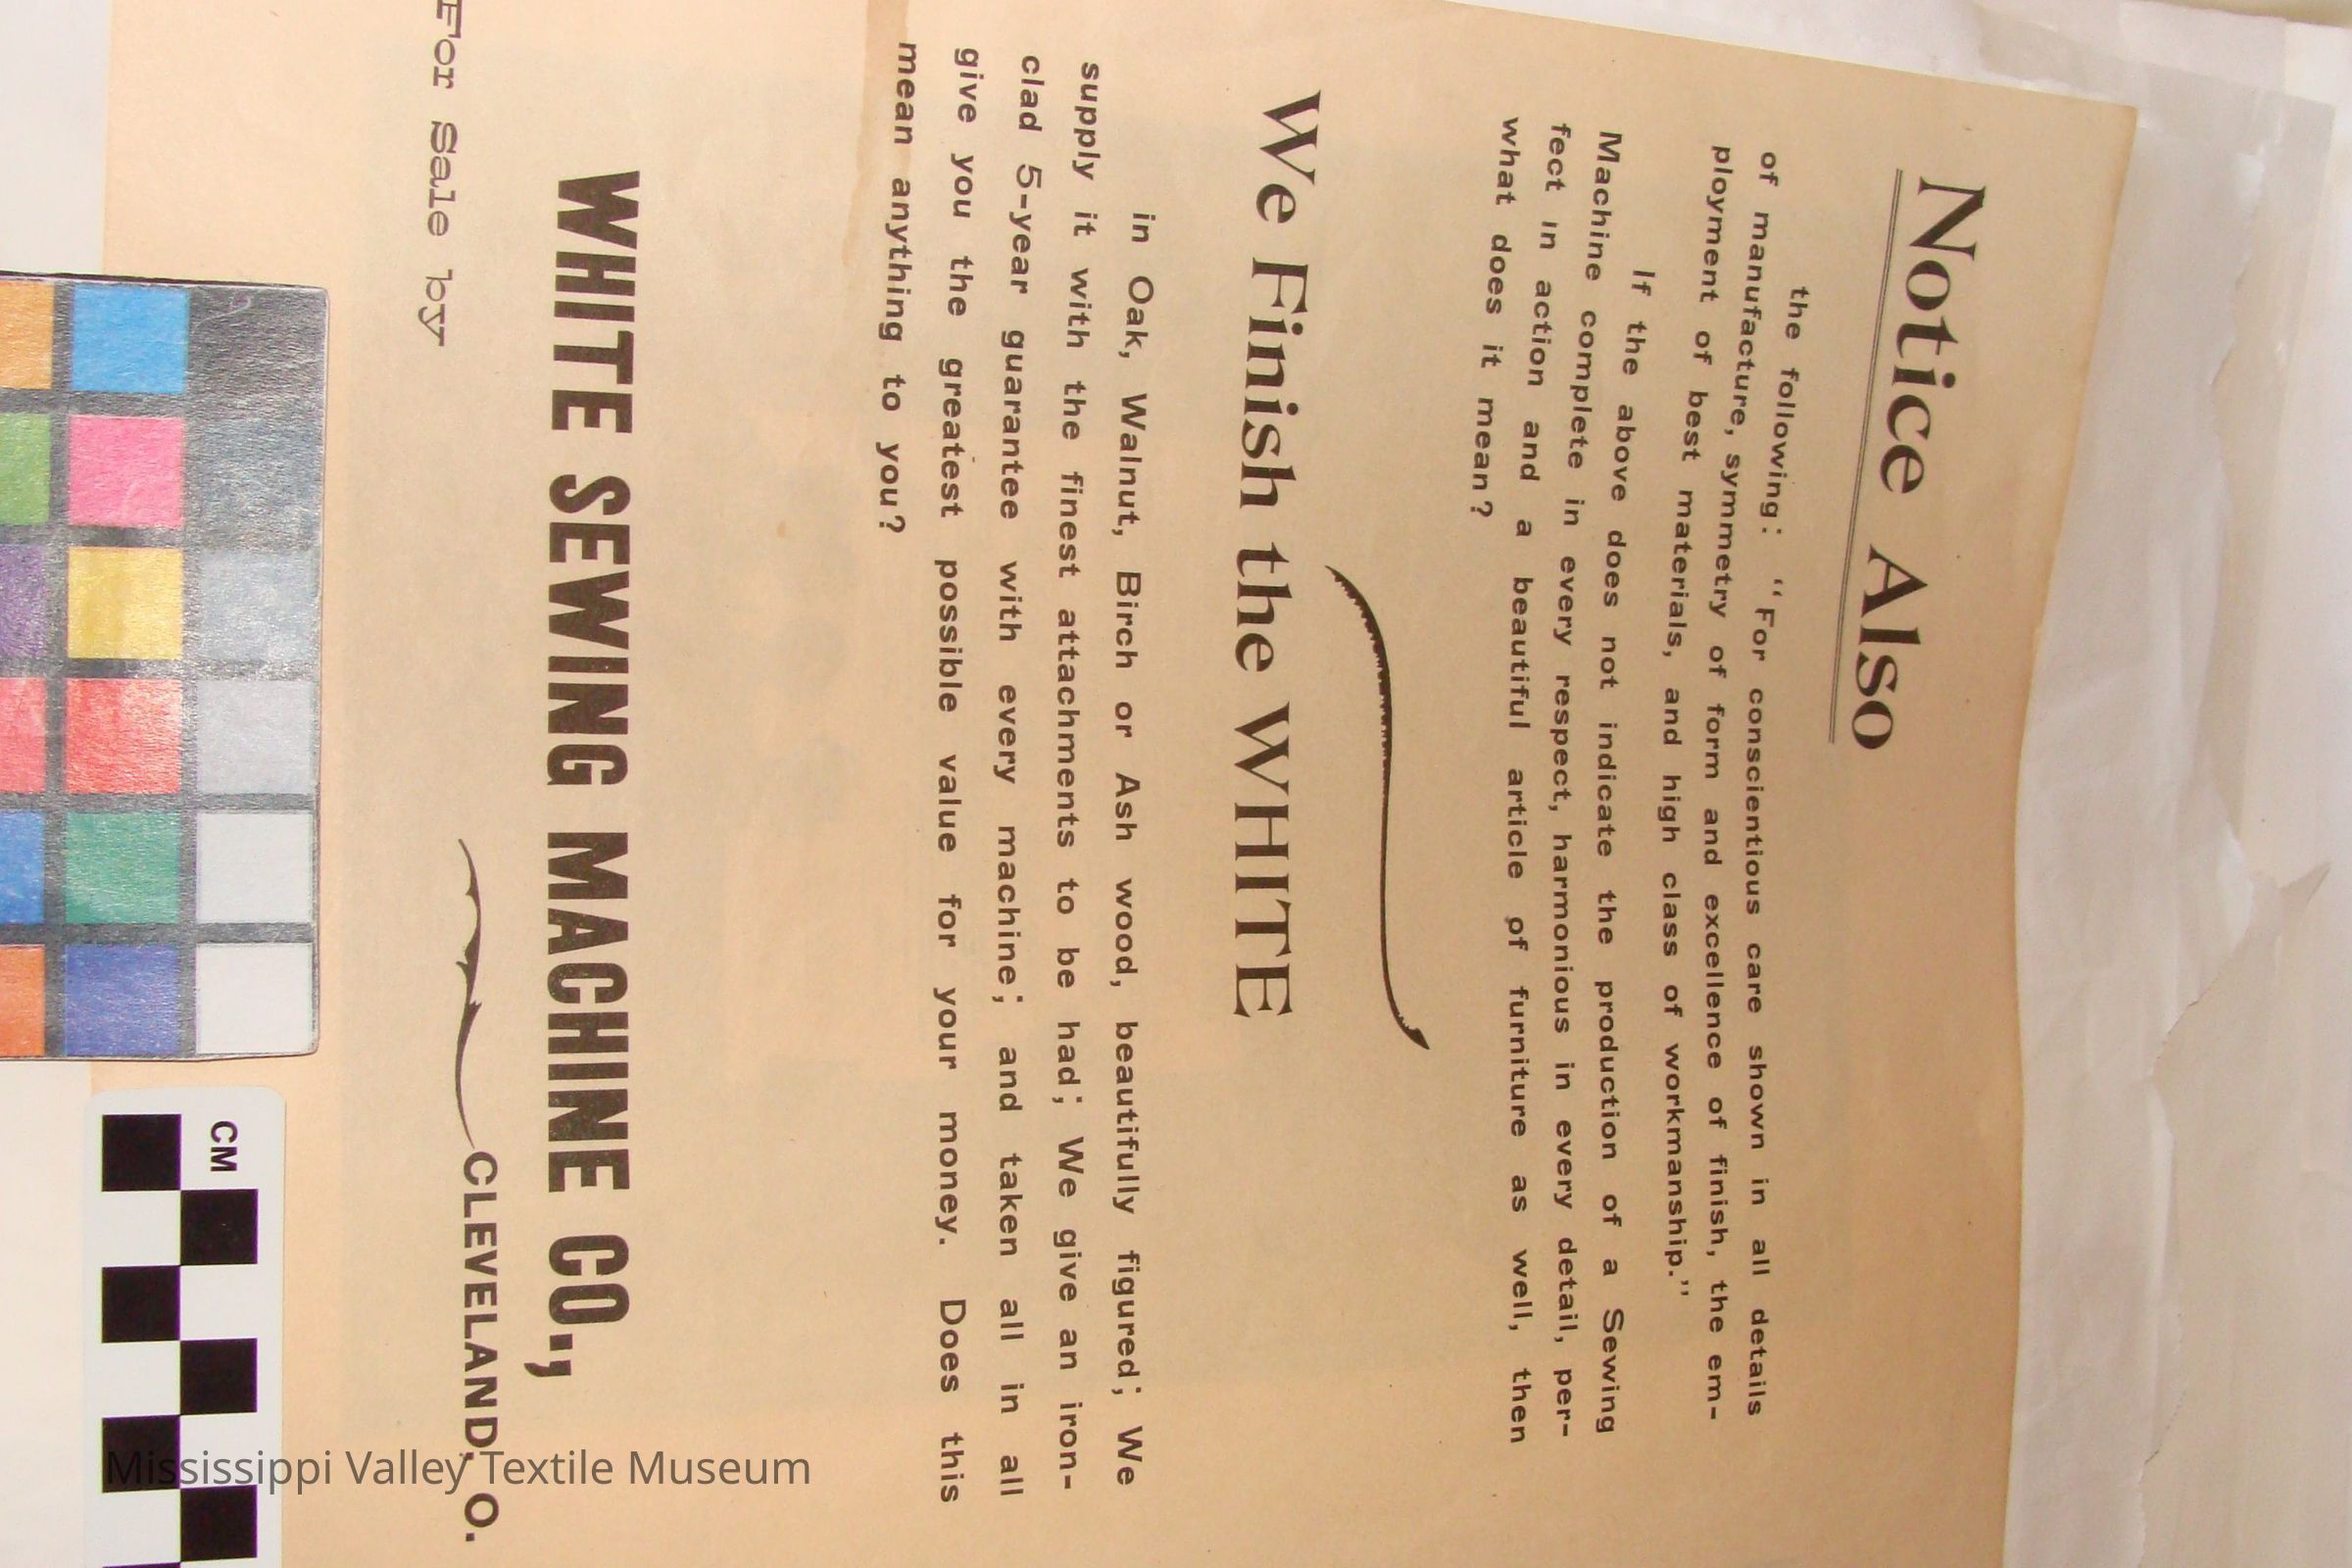 Notice Also
the following: “For conscientious care shown in all details
of manufacture, symmetry of form and excellence of finish, the em-
ployment of best materials, and high class of workmanship.”
If the above does not indicate the production of a Sewing
Machine complete in every respect, harmonious in every detail, per-
fect in action and a beautiful article of furniture as well, then
what does it mean?
We Finish the WHITE
in Oak, Walnut, Birch or Ash wood, beautifully figured; We
supply it with the finest attachments to be had; We give an iron-
clad 5-year guarantee with every machine; and taken all in all
give you the greatest possible value for your money. Does this
mean anything to you?
WHITE SEWING MACHINE CO.,
CLEVELAND, O.
For Sale by
CM
Mississippi Valley Textile Museum